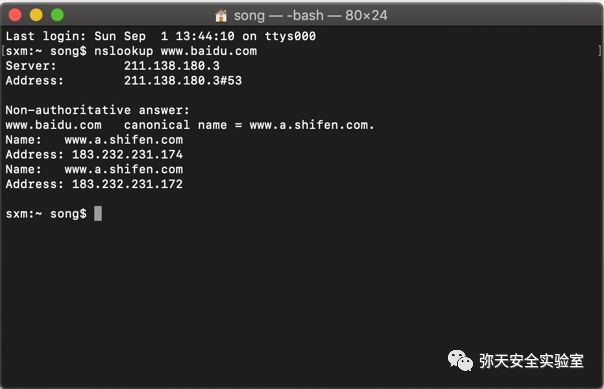 song — -bash — 80×24
Last login: Sun Sep  1 13:44:10 on ttys000
[sxm:~ song$ nslookup www.baidu.com ]
Server:         211.138.180.3
Address:        211.138.180.3#53

Non-authoritative answer:
www.baidu.com   canonical name = www.a.shifen.com.
Name:   www.a.shifen.com
Address: 183.232.231.174
Name:   www.a.shifen.com
Address: 183.232.231.172

sxm:~ song$
弥天安全实验室